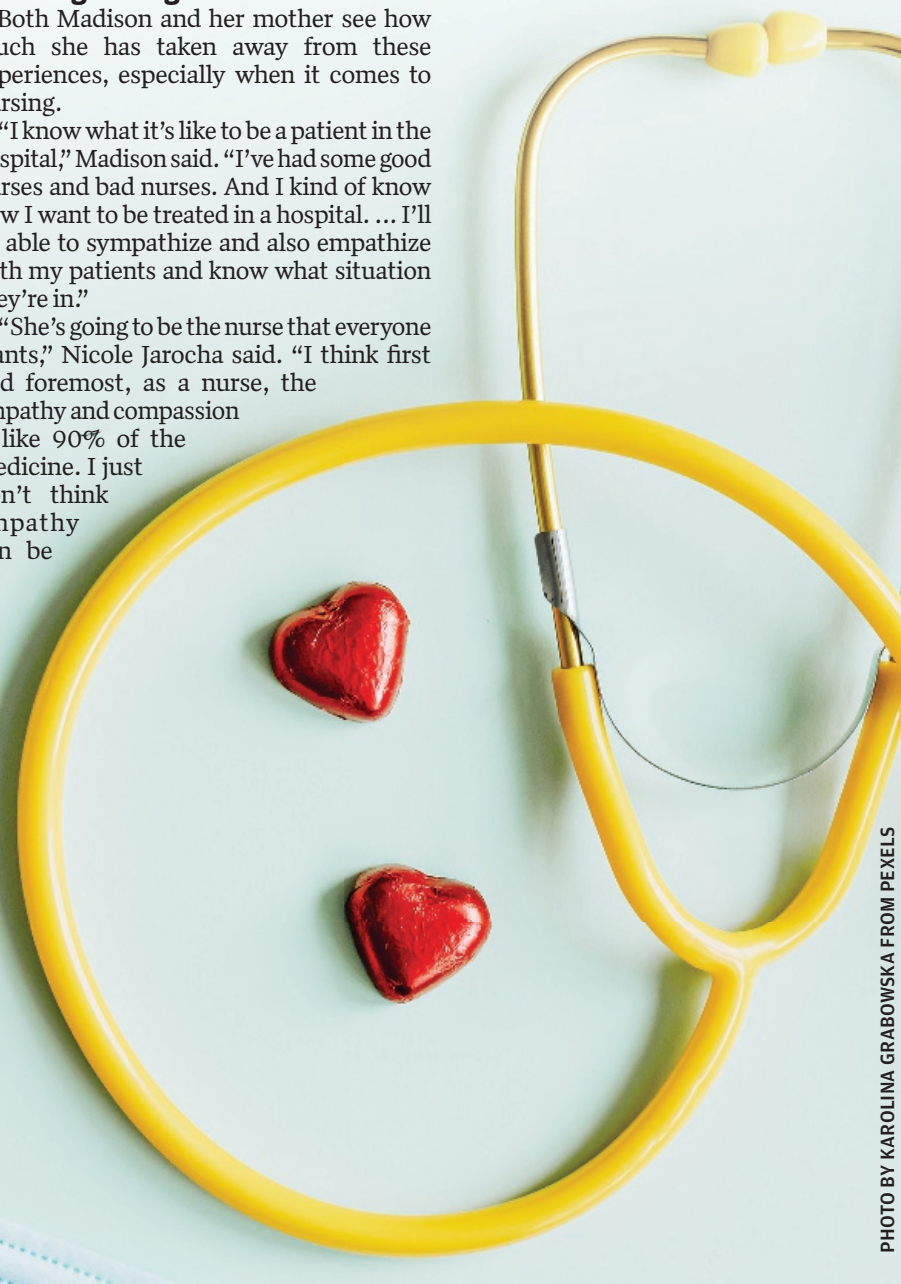 Both Madison and her mother see how
uch she has taken away from these
periences, especially when it comes to
rsing.
“I know what it’s like to be a patient in the
spital,” Madison said. “I’ve had some good
rses and bad nurses. And I kind of know
w I want to be treated in a hospital. … I’ll
able to sympathize and also empathize
th my patients and know what situation
ey’re in.”
“She’s going to be the nurse that everyone
ants,” Nicole Jarocha said. “I think first
d foremost, as a nurse, the
npathy and compassion
like 90% of the
edicine. I just
n’t think
npathy
n be
PHOTO BY KAROLINA GRABOWSKA FROM PEXELS